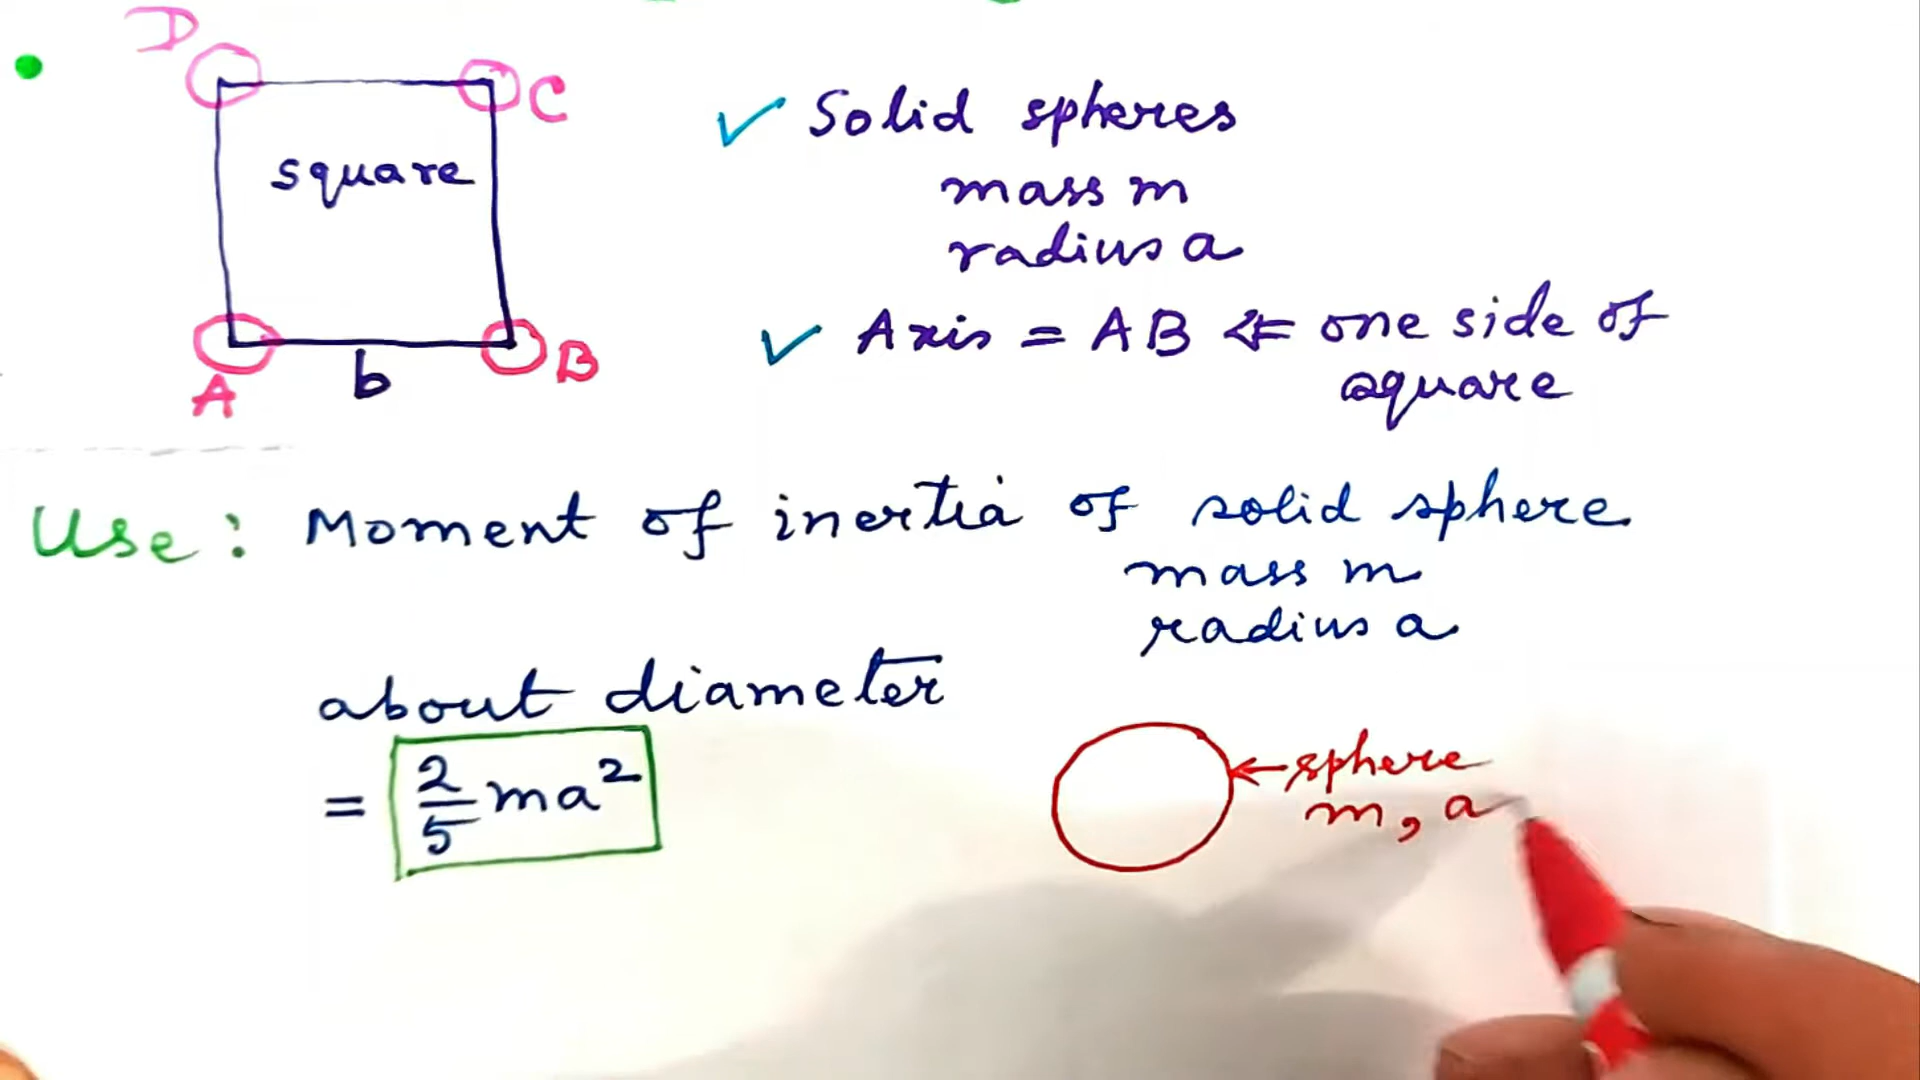 D
C
square
A
b
B
✓ Solid spheres
mass m
radius a
✓ Axis = AB ⇐ one side of
square
Use: Moment of inertia of solid sphere
mass m
radius a
about diameter
= 2/5 ma²
← sphere
m, a